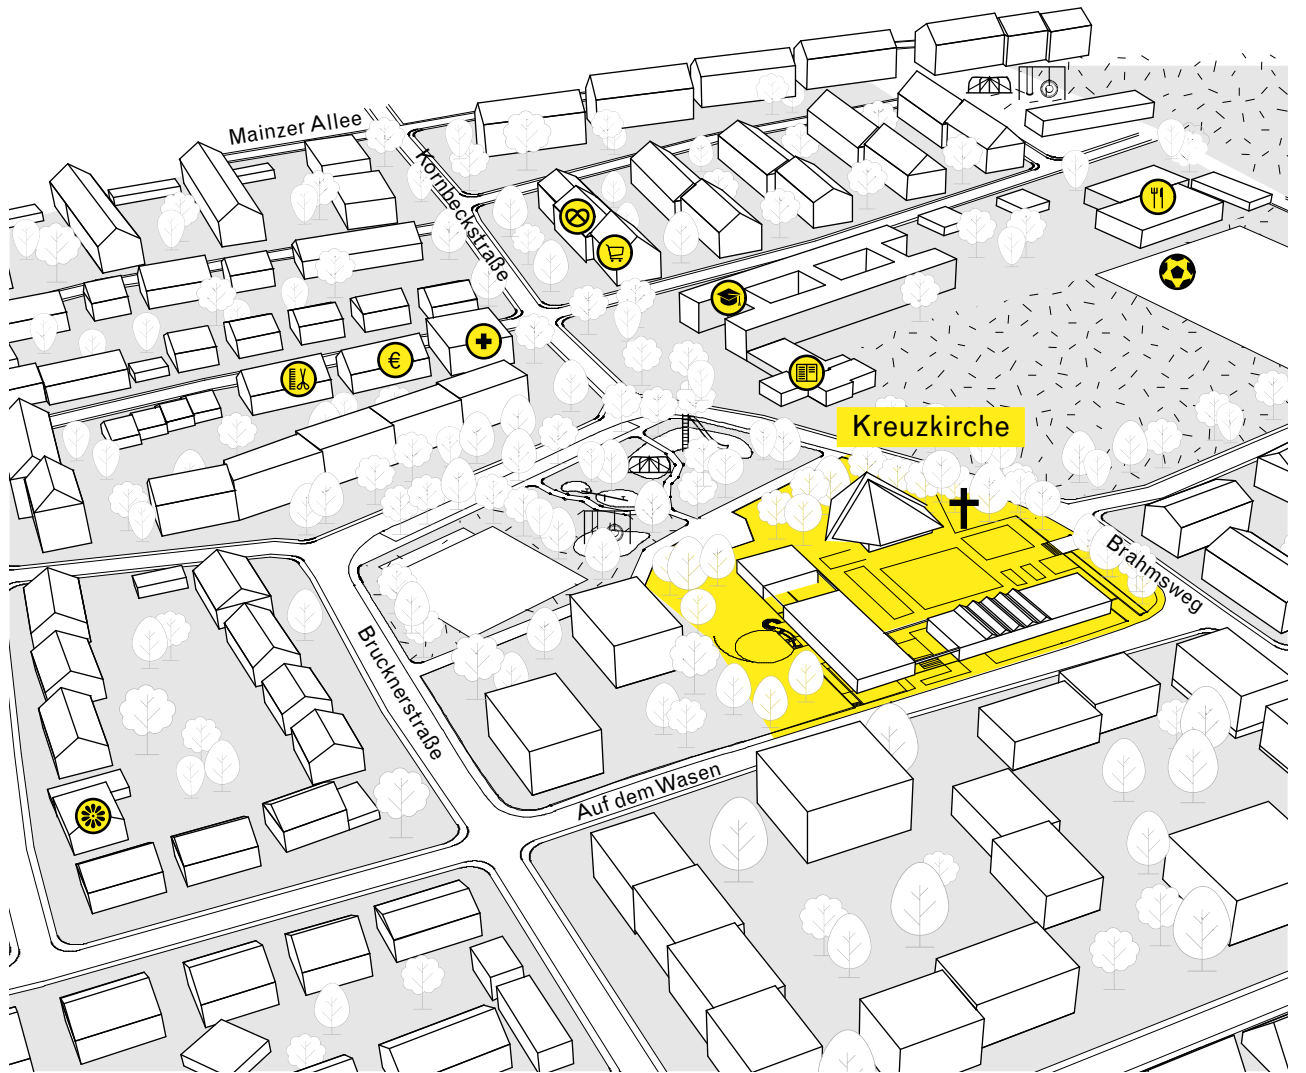 Mainzer Allee
Kornbeckstraße
€
Kreuzkirche
Brahmsweg
Brucknerstraße
Auf dem Wasen